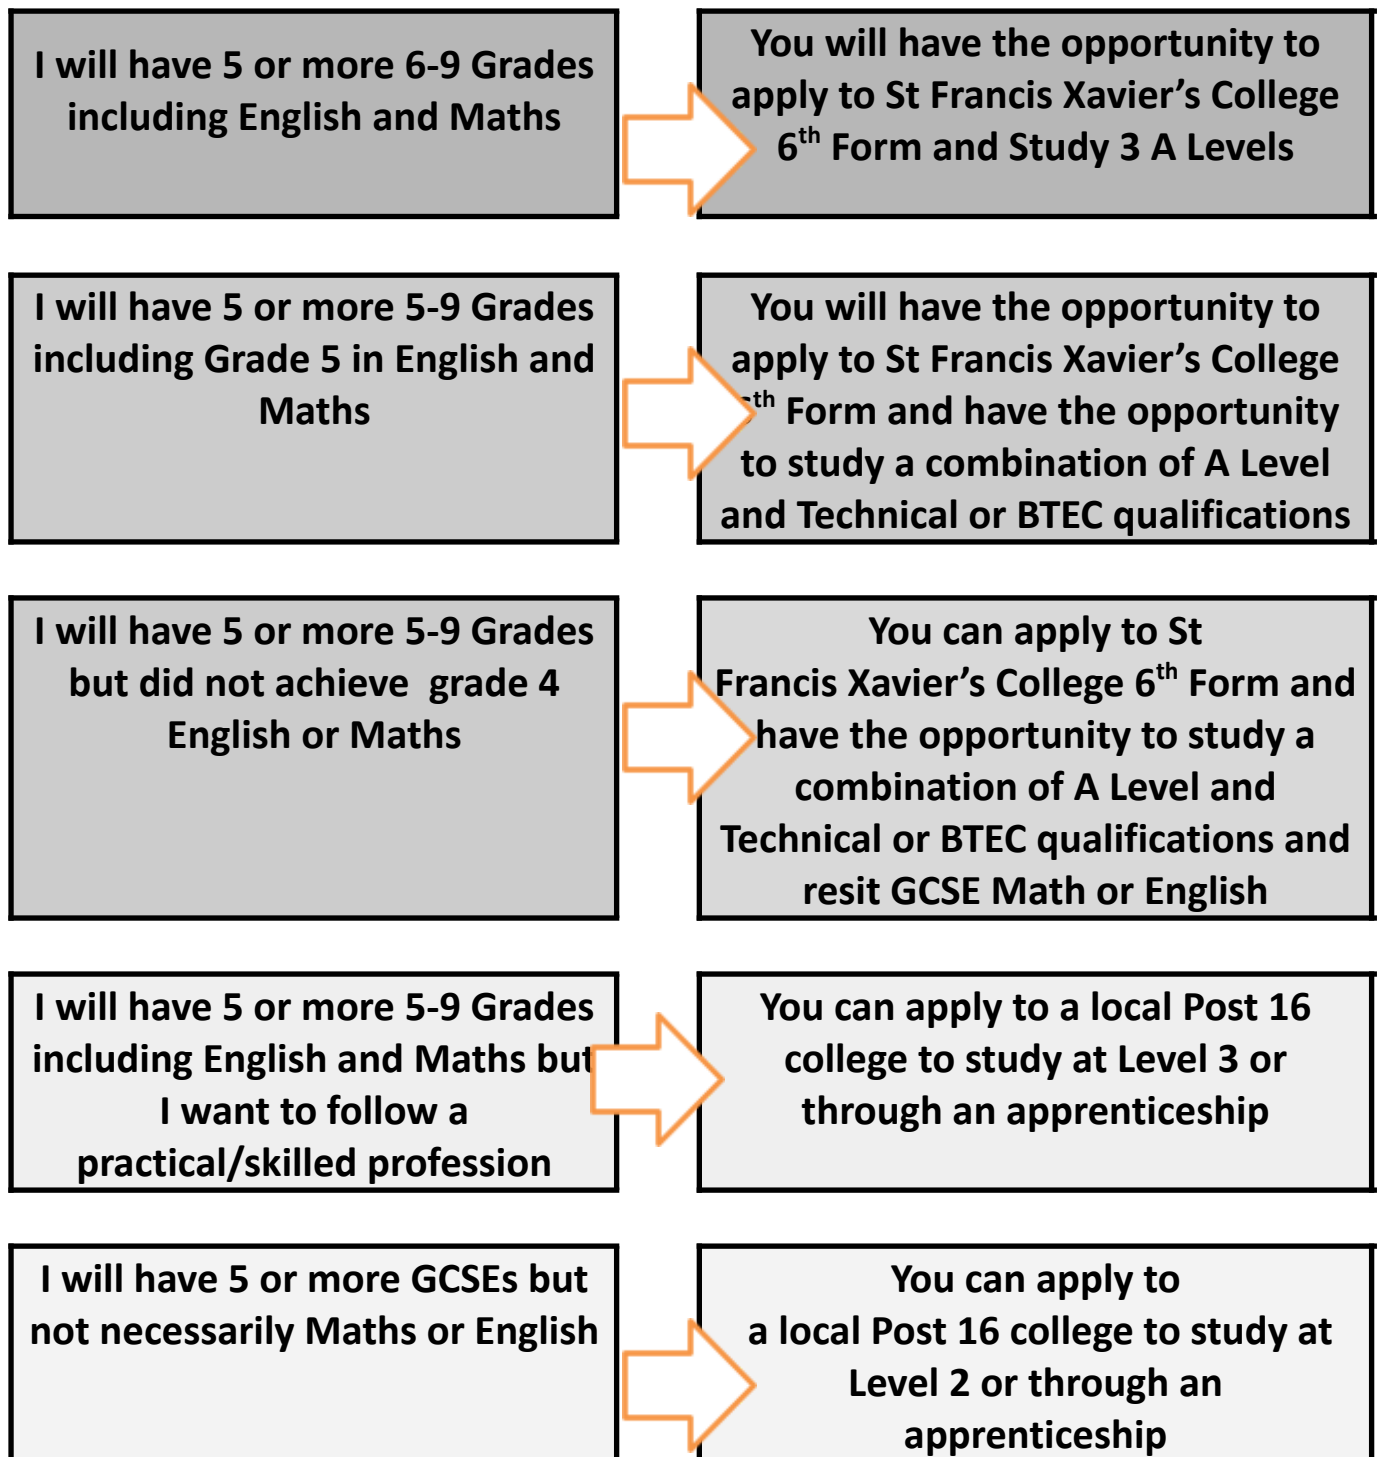 I will have 5 or more 6-9 Grades
including English and Maths
You will have the opportunity to
apply to St Francis Xavier’s College
6th Form and Study 3 A Levels
I will have 5 or more 5-9 Grades
including Grade 5 in English and
Maths
You will have the opportunity to
apply to St Francis Xavier’s College
th Form and have the opportunity
to study a combination of A Level
and Technical or BTEC qualifications
I will have 5 or more 5-9 Grades
but did not achieve grade 4
English or Maths
You can apply to St
Francis Xavier’s College 6th Form and
have the opportunity to study a
combination of A Level and
Technical or BTEC qualifications and
resit GCSE Math or English
I will have 5 or more 5-9 Grades
including English and Maths but
I want to follow a
practical/skilled profession
You can apply to a local Post 16
college to study at Level 3 or
through an apprenticeship
I will have 5 or more GCSEs but
not necessarily Maths or English
You can apply to
a local Post 16 college to study at
Level 2 or through an
apprenticeship